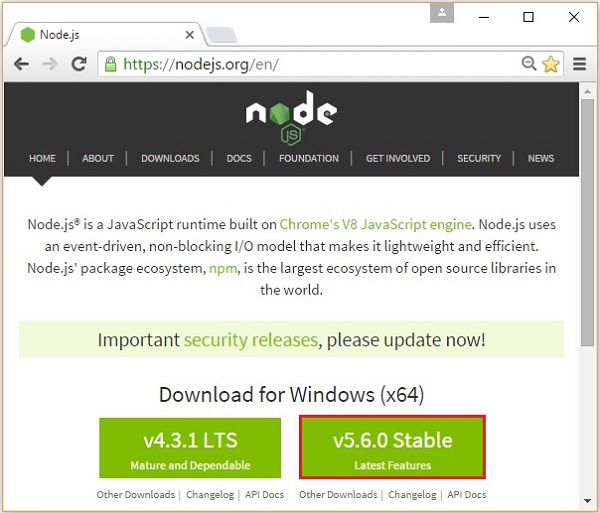 Node.js
https://nodejs.org/en/
node
JS
HOME | ABOUT | DOWNLOADS | DOCS | FOUNDATION | GET INVOLVED | SECURITY | NEWS
Node.js® is a JavaScript runtime built on Chrome's V8 JavaScript engine. Node.js uses
an event-driven, non-blocking I/O model that makes it lightweight and efficient.
Node.js' package ecosystem, npm, is the largest ecosystem of open source libraries in
the world.
Important security releases, please update now!
Download for Windows (x64)
v4.3.1 LTS
Mature and Dependable
v5.6.0 Stable
Latest Features
Other Downloads | Changelog | API Docs
Other Downloads | Changelog | API Docs